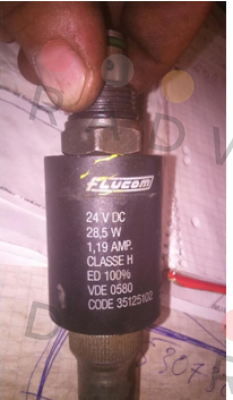 FLUCOM
24 V DC
28,5 W
1,19 AMP.
CLASSE H
ED 100%
VDE 0580
CODE 35125102